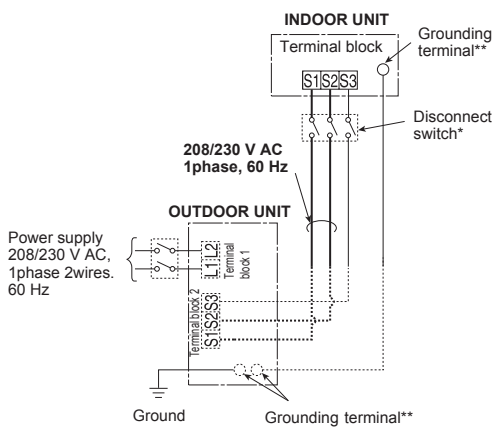 INDOOR UNIT
Terminal block
Grounding
terminal**
S1 S2 S3
Disconnect
switch*
208/230 V AC
1phase, 60 Hz
OUTDOOR UNIT
Power supply
208/230 V AC,
1phase 2wires.
60 Hz
L1 L2
Terminal
block 1
Terminal block 2
S1 S2 S3
Ground
Grounding terminal**